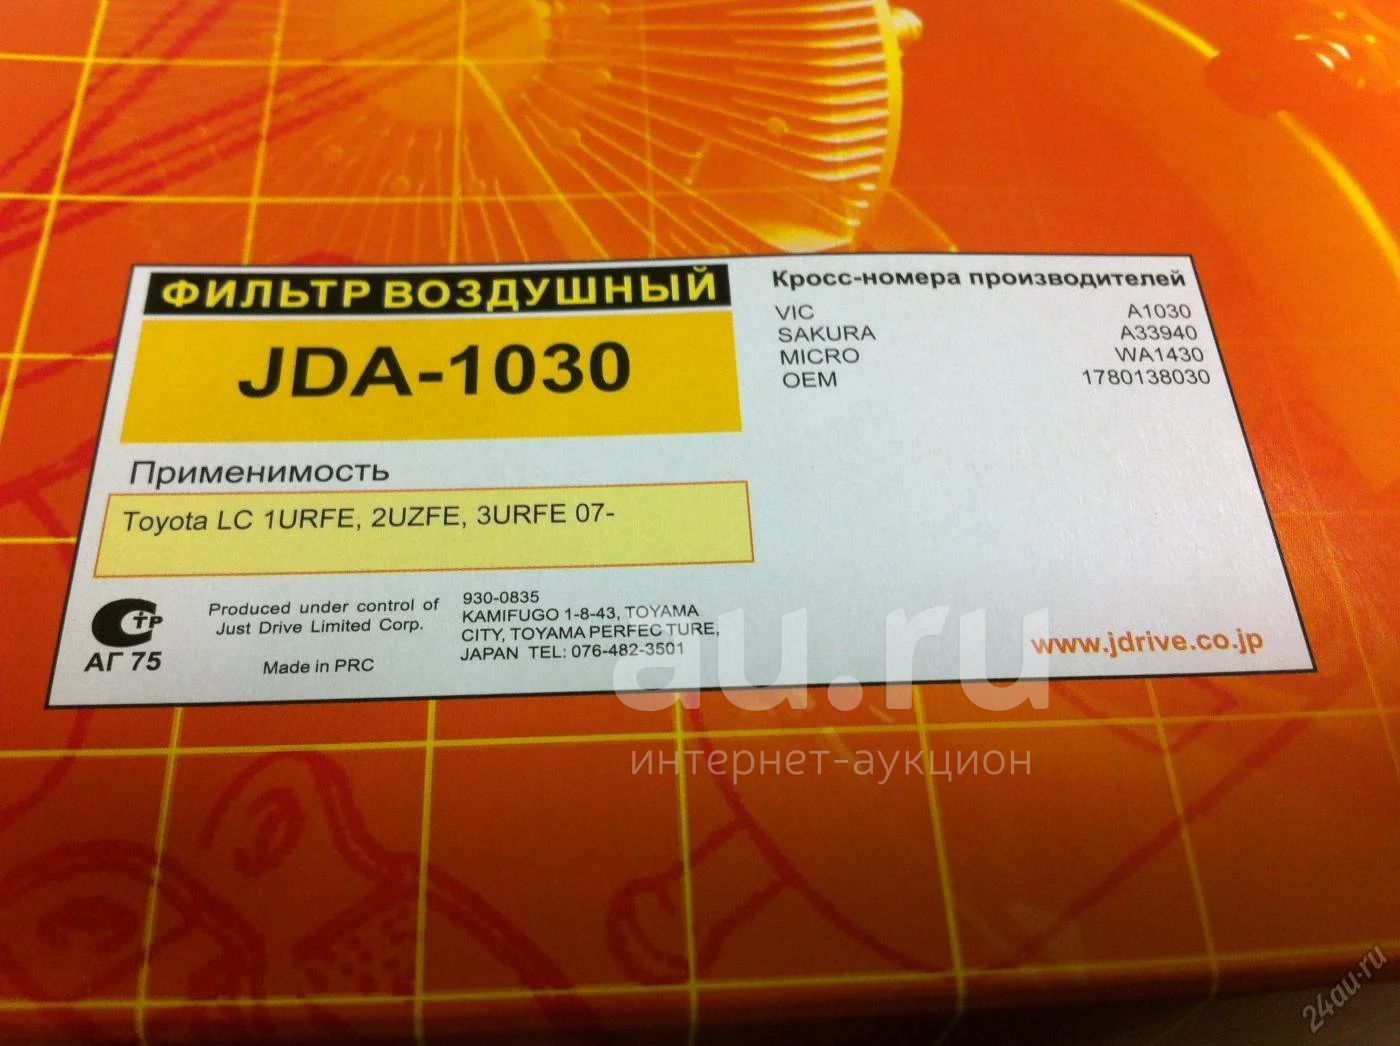 ФИЛЬТР ВОЗДУШНЫЙ
JDA-1030
Применимость
Toyota LC 1URFE, 2UZFE, 3URFE 07-
Кросс-номера производителей
VIC A1030
SAKURA A33940
MICRO WA1430
OEM 1780138030
СТР
АГ 75
Produced under control of
Just Drive Limited Corp.
Made in PRC
930-0835
KAMIFUGO 1-8-43, TOYAMA
CITY, TOYAMA PERFEC TURE,
JAPAN TEL: 076-482-3501
www.jdrive.co.jp
au.ru
интернет-аукцион
24au.ru